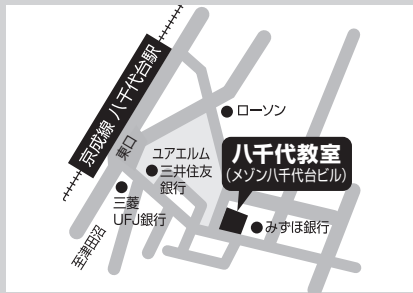 京成線 八千代台駅
東口
ローソン
ユアエルム
三井住友
銀行
三菱
UFJ銀行
八千代教室
(メゾン八千代台ビル)
みずほ銀行
至津田沼